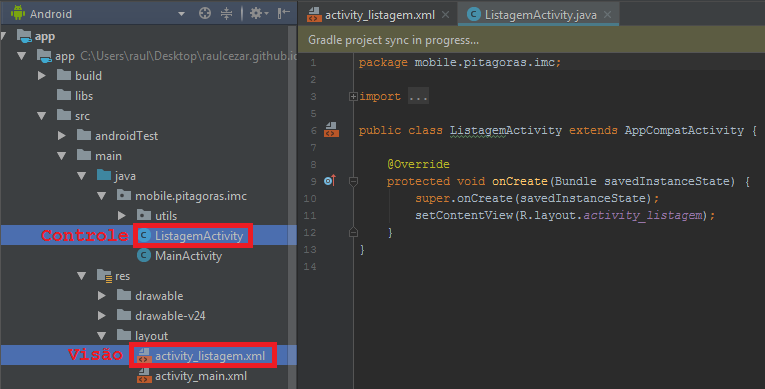 Android
app
app C:\Users\raul\Desktop\raulcezar.github.io
build
libs
src
androidTest
main
java
mobile.pitagoras.imc
utils
Controle ListagemActivity
MainActivity
res
drawable
drawable-v24
layout
Visão activity_listagem.xml
activity_main.xml
activity_listagem.xml × ListagemActivity.java ×
Gradle project sync in progress...
1 package mobile.pitagoras.imc;
2
3 import ...
5
6 public class ListagemActivity extends AppCompatActivity {
7
8 @Override
9 protected void onCreate(Bundle savedInstanceState) {
10 super.onCreate(savedInstanceState);
11 setContentView(R.layout.activity_listagem);
12 }
13 }
14